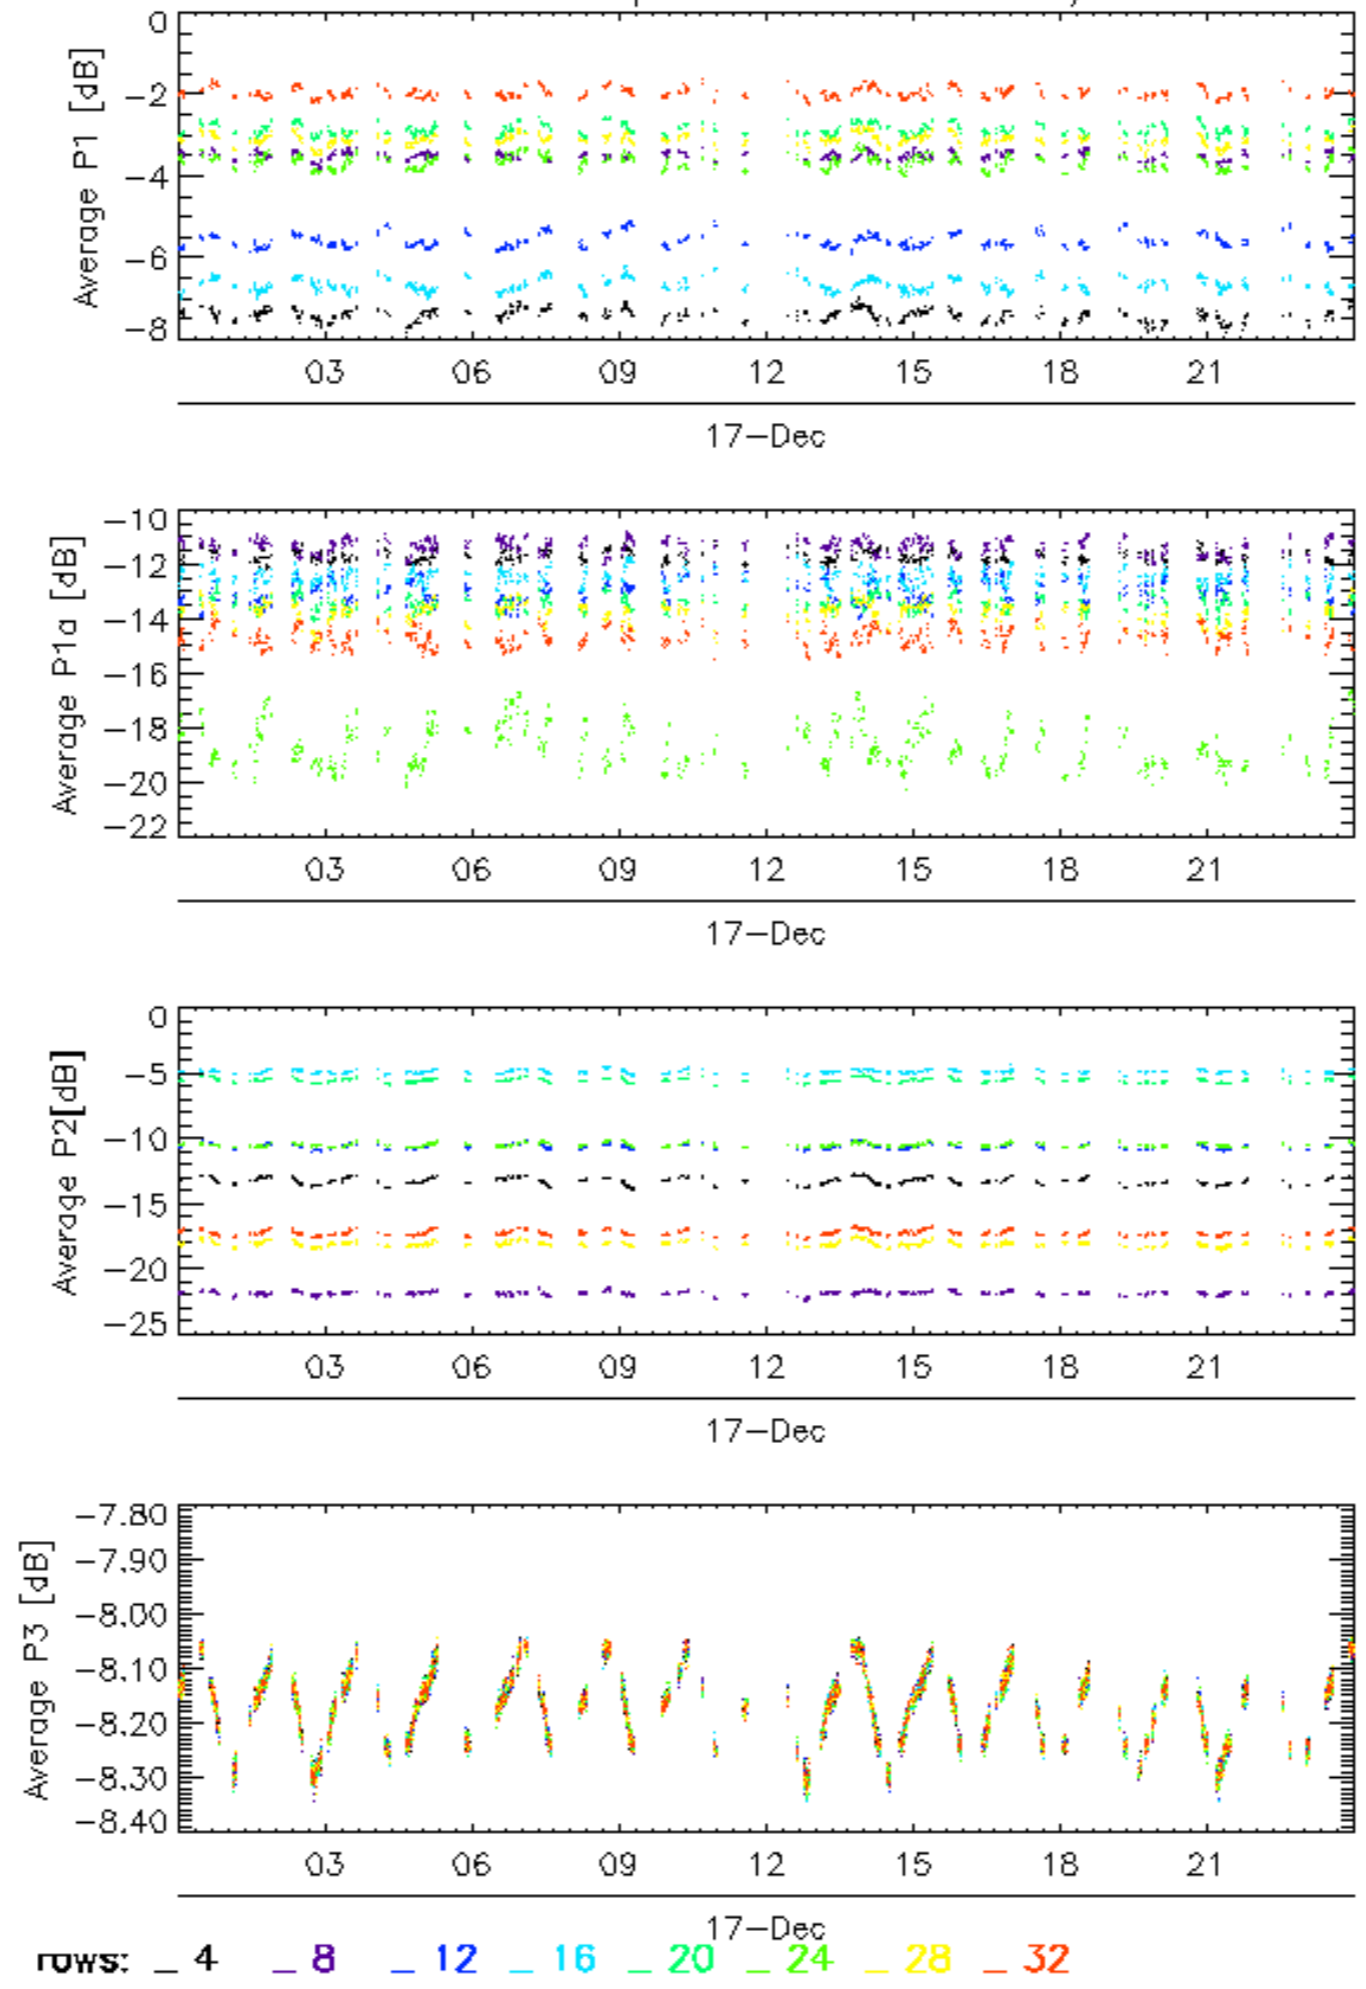 0
-2
-4
-6
-8
Average P1 [dB]
03 06 09 12 15 18 21
17-Dec
-10
-12
-14
-16
-18
-20
-22
Average P1a [dB]
03 06 09 12 15 18 21
17-Dec
0
-5
-10
-15
-20
-25
Average P2[dB]
03 06 09 12 15 18 21
17-Dec
-7.80
-7.90
-8.00
-8.10
-8.20
-8.30
-8.40
Average P3 [dB]
03 06 09 12 15 18 21
17-Dec
rows: _ 4 _ 8 _ 12 _ 16 _ 20 _ 24 _ 28 _ 32